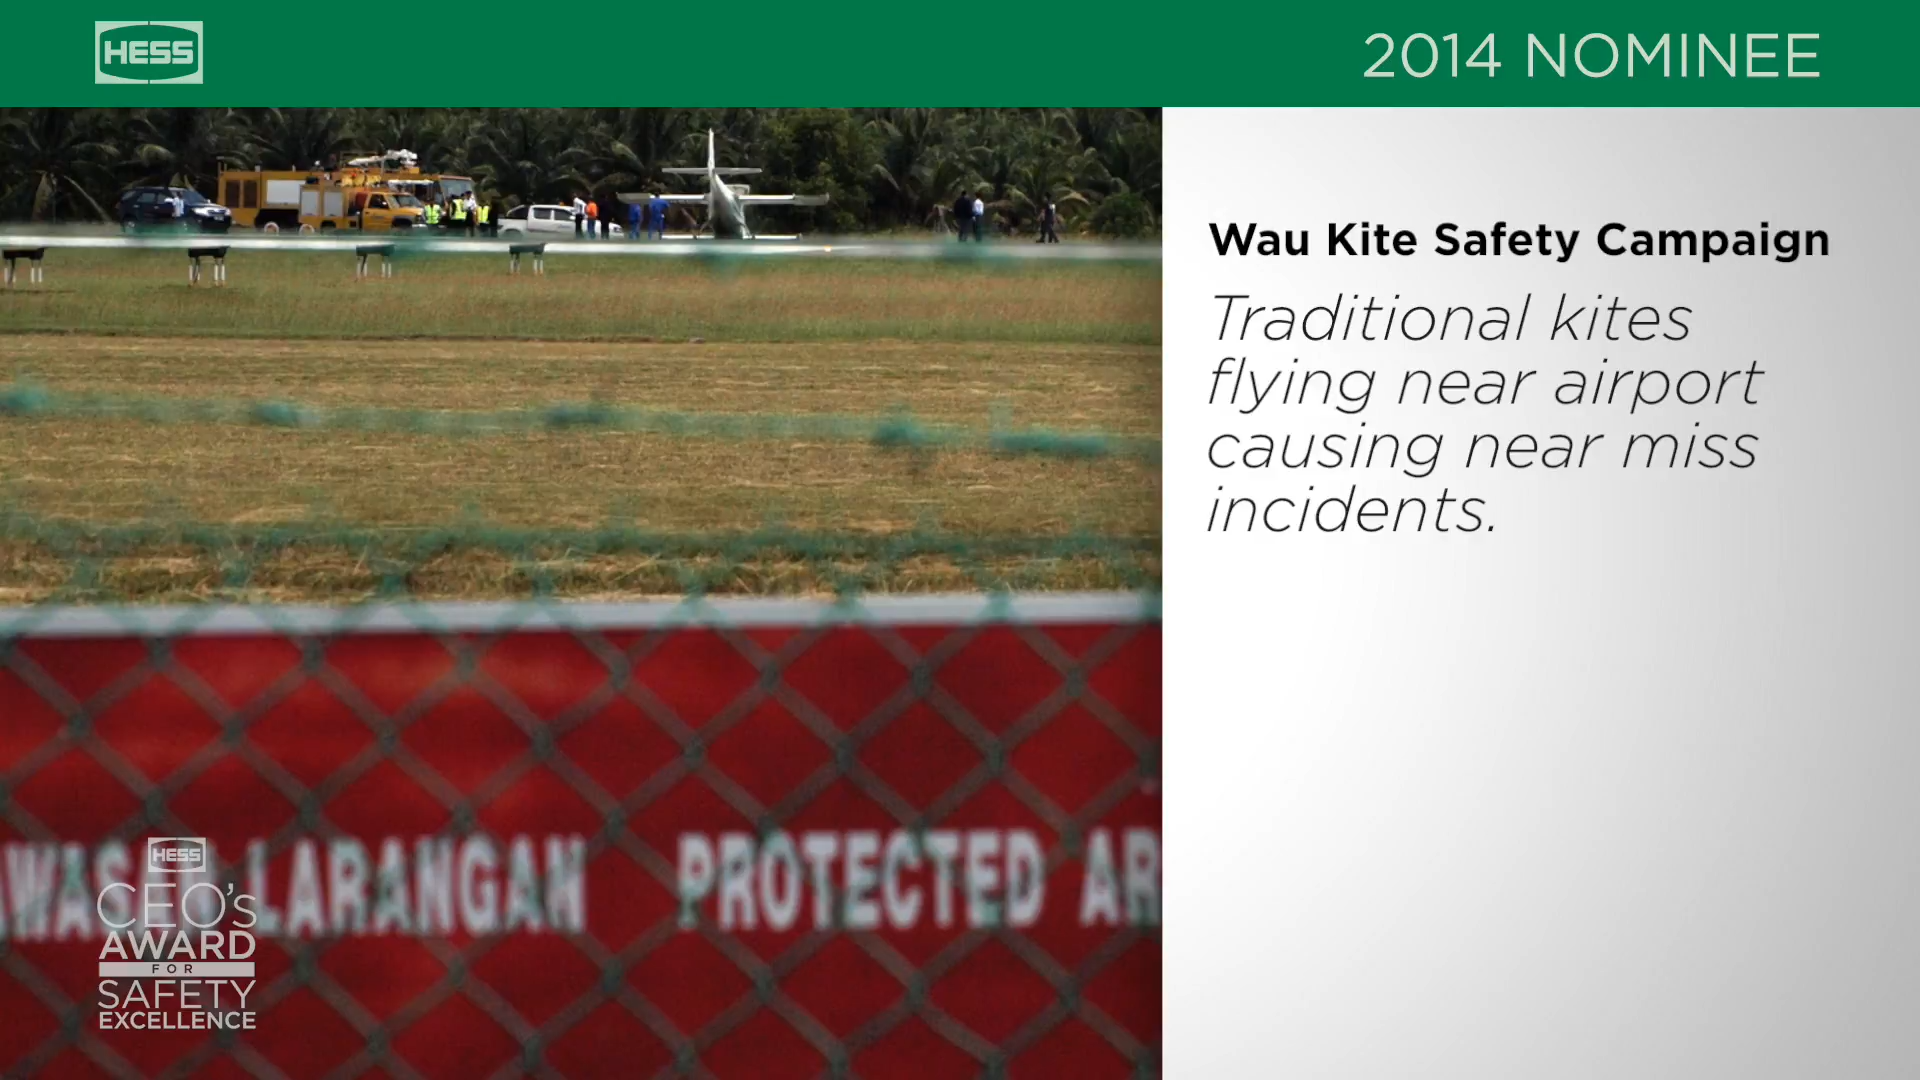 HESS
2014 NOMINEE
Wau Kite Safety Campaign
Traditional kites
flying near airport
causing near miss
incidents.
LARANGAN PROTECTED AR
HESS
CEO's
AWARD
FOR
SAFETY
EXCELLENCE